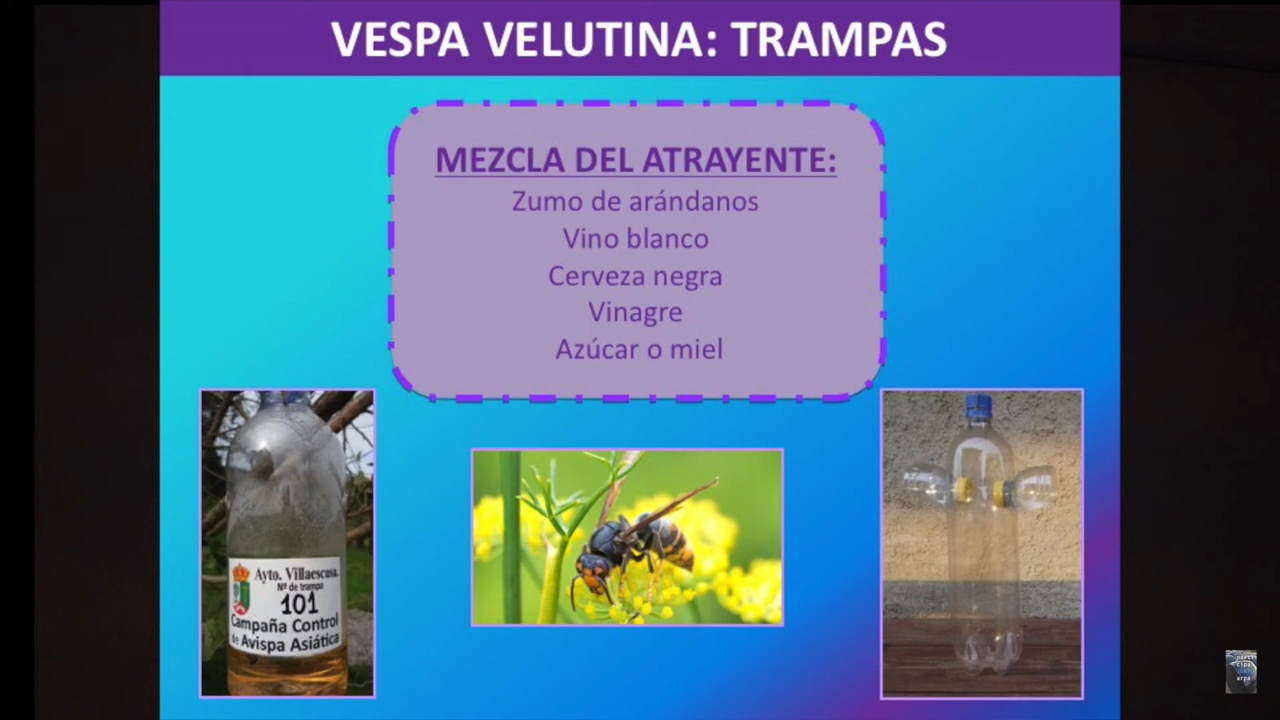 VESPA VELUTINA: TRAMPAS
MEZCLA DEL ATRAYENTE:
Zumo de arándanos
Vino blanco
Cerveza negra
Vinagre
Azúcar o miel
Ayto. Villaescusa.
Nº de trampa
101
Campaña Control
de Avispa Asiática